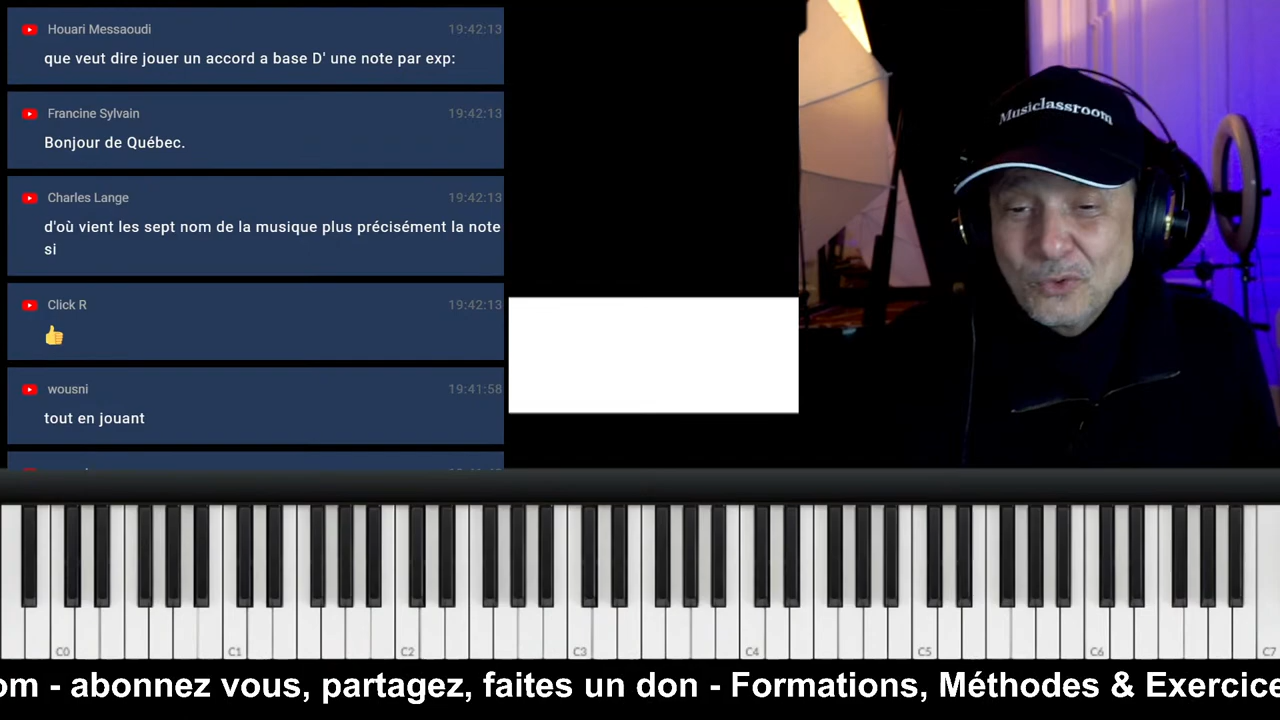 Houari Messaoudi 19:42:13
que veut dire jouer un accord a base D' une note par exp:
Francine Sylvain 19:42:13
Bonjour de Québec.
Charles Lange 19:42:13
d'où vient les sept nom de la musique plus précisément la note
si
Click R 19:42:13
👍
wousni 19:41:58
tout en jouant
Musiclassroom
C0 C1 C2 C3 C4 C5 C6 C7
om - abonnez vous, partagez, faites un don - Formations, Méthodes & Exercice